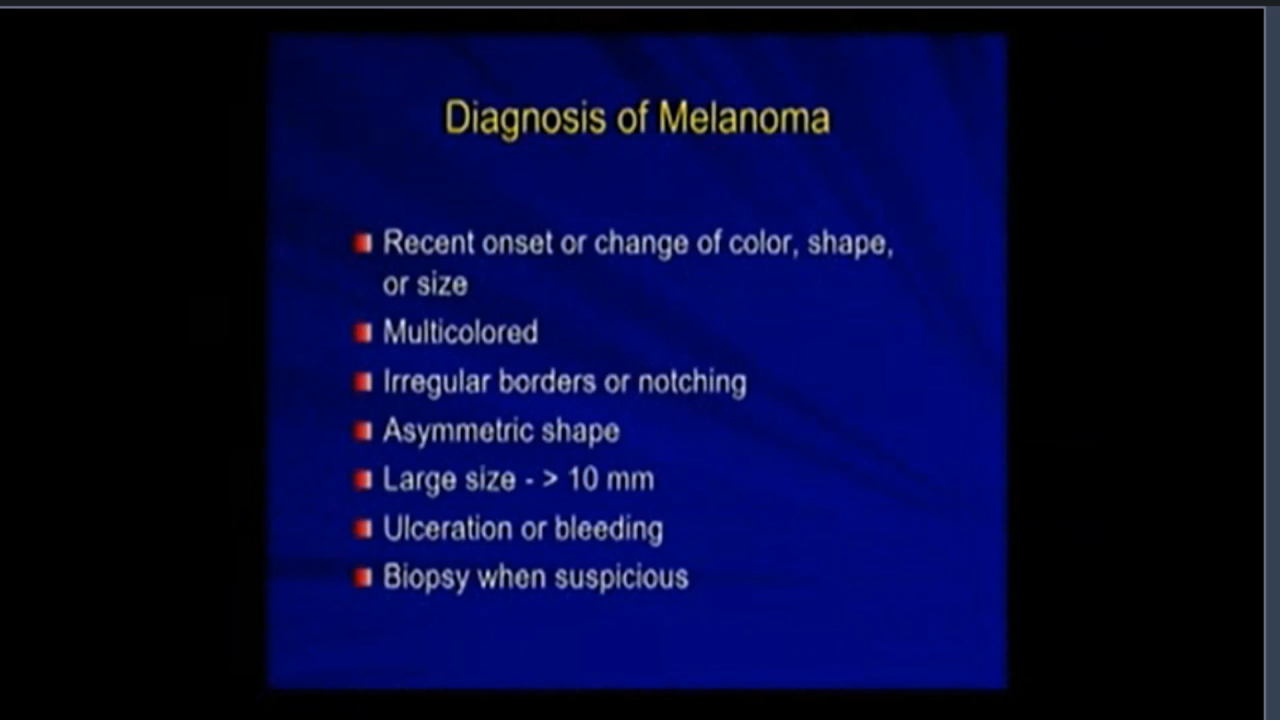 Diagnosis of Melanoma
Recent onset or change of color, shape,
or size
Multicolored
Irregular borders or notching
Asymmetric shape
Large size - > 10 mm
Ulceration or bleeding
Biopsy when suspicious